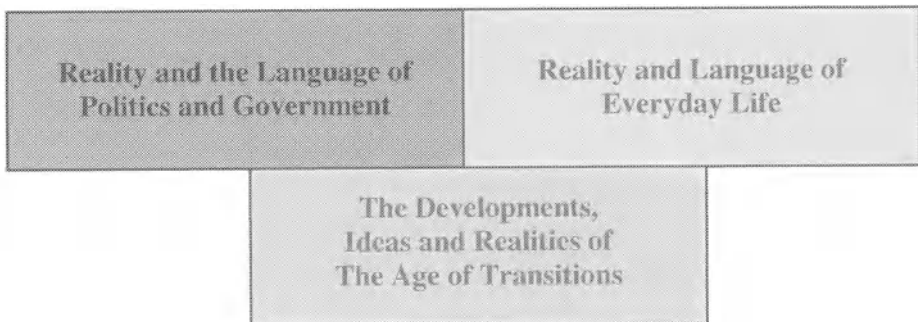 Reality and the Language of
Politics and Government
Reality and Language of
Everyday Life
The Developments,
Ideas and Realities of
The Age of Transitions